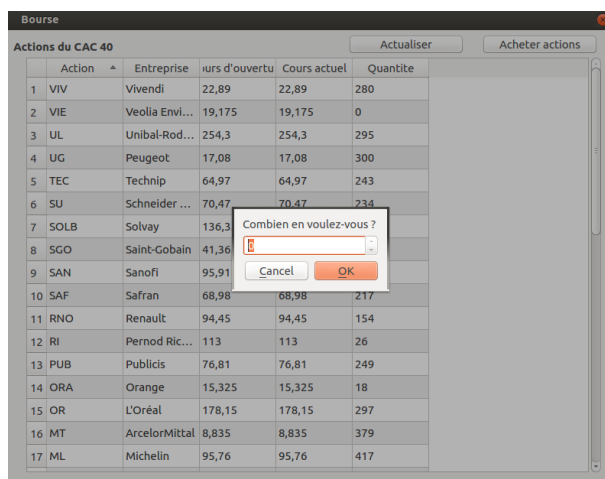 Bourse
Actions du CAC 40 Actualiser Acheter actions
Action Entreprise urs d'ouvertu Cours actuel Quantite
1 VIV Vivendi 22,89 22,89 280
2 VIE Veolia Envi... 19,175 19,175 0
3 UL Unibal-Rod... 254,3 254,3 295
4 UG Peugeot 17,08 17,08 300
5 TEC Technip 64,97 64,97 243
6 SU Schneider ... 70,47 70,47 234
7 SOLB Solvay 136,3
Combien en voulez-vous ?
8 SGO Saint-Gobain 41,36
0
9 SAN Sanofi 95,91
Cancel OK
10 SAF Safran 68,98 68,98 217
11 RNO Renault 94,45 94,45 154
12 RI Pernod Ric... 113 113 26
13 PUB Publicis 76,81 76,81 249
14 ORA Orange 15,325 15,325 18
15 OR L'Oréal 178,15 178,15 297
16 MT ArcelorMittal 8,835 8,835 379
17 ML Michelin 95,76 95,76 417